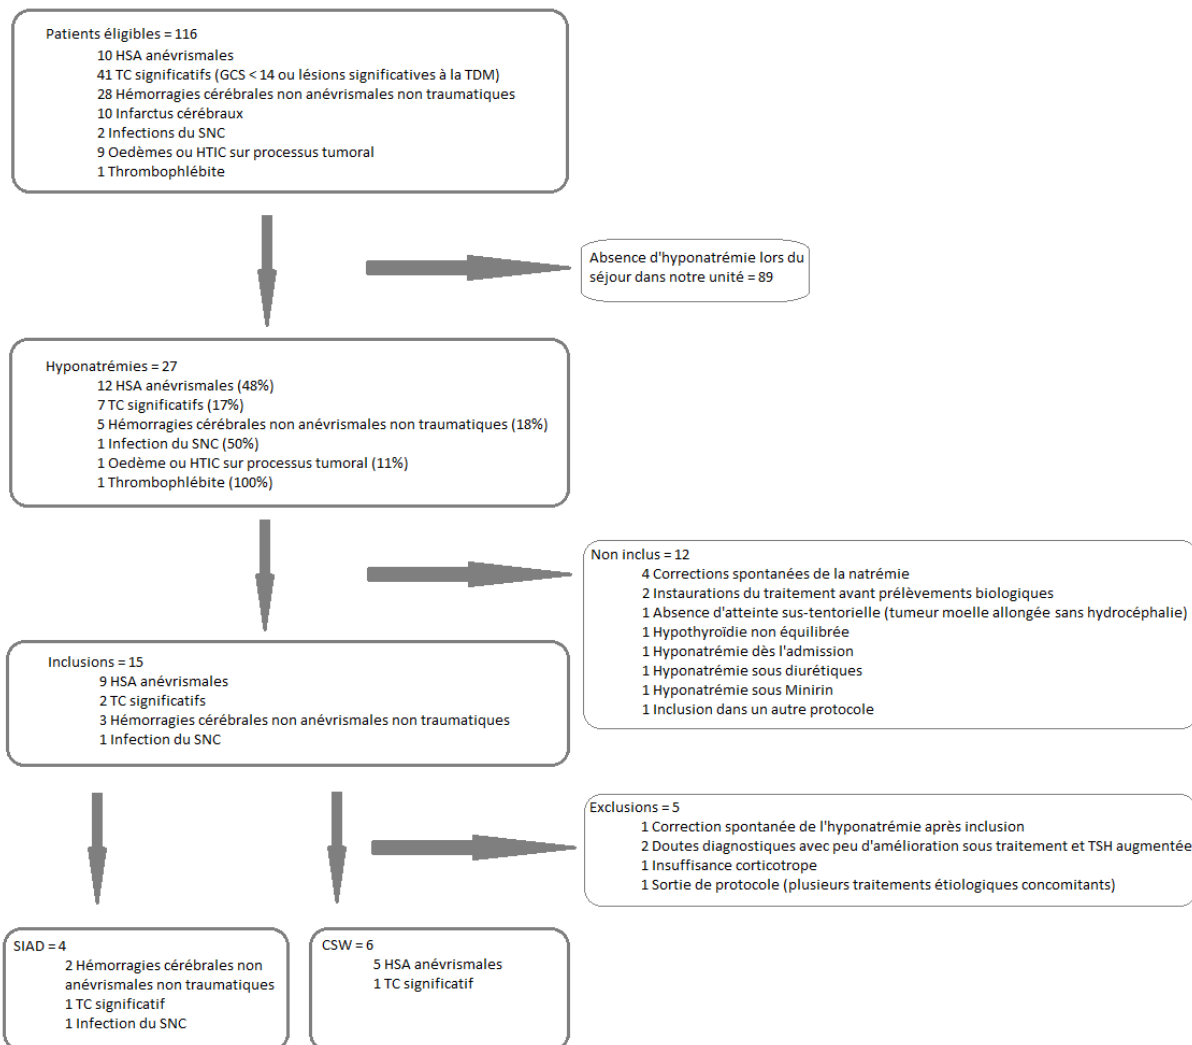 Patients éligibles = 116
10 HSA anévrismales
41 TC significatifs (GCS < 14 ou lésions significatives à la TDM)
28 Hémorragies cérébrales non anévrismales non traumatiques
10 Infarctus cérébraux
2 Infections du SNC
9 Oedèmes ou HTIC sur processus tumoral
1 Thrombophlébite
Absence d'hyponatrémie lors du
séjour dans notre unité = 89
Hyponatrémies = 27
12 HSA anévrismales (48%)
7 TC significatifs (17%)
5 Hémorragies cérébrales non anévrismales non traumatiques (18%)
1 Infection du SNC (50%)
1 Oedème ou HTIC sur processus tumoral (11%)
1 Thrombophlébite (100%)
Non inclus = 12
4 Corrections spontanées de la natrémie
2 Instaurations du traitement avant prélèvements biologiques
1 Absence d'atteinte sus-tentorielle (tumeur moelle allongée sans hydrocéphalie)
1 Hypothyroïdie non équilibrée
1 Hyponatrémie dès l'admission
1 Hyponatrémie sous diurétiques
1 Hyponatrémie sous Minirin
1 Inclusion dans un autre protocole
Inclusions = 15
9 HSA anévrismales
2 TC significatifs
3 Hémorragies cérébrales non anévrismales non traumatiques
1 Infection du SNC
Exclusions = 5
1 Correction spontanée de l'hyponatrémie après inclusion
2 Doutes diagnostiques avec peu d'amélioration sous traitement et TSH augmentée
1 Insuffisance corticotrope
1 Sortie de protocole (plusieurs traitements étiologiques concomitants)
SIAD = 4
2 Hémorragies cérébrales non
anévrismales non traumatiques
1 TC significatif
1 Infection du SNC
CSW = 6
5 HSA anévrismales
1 TC significatif